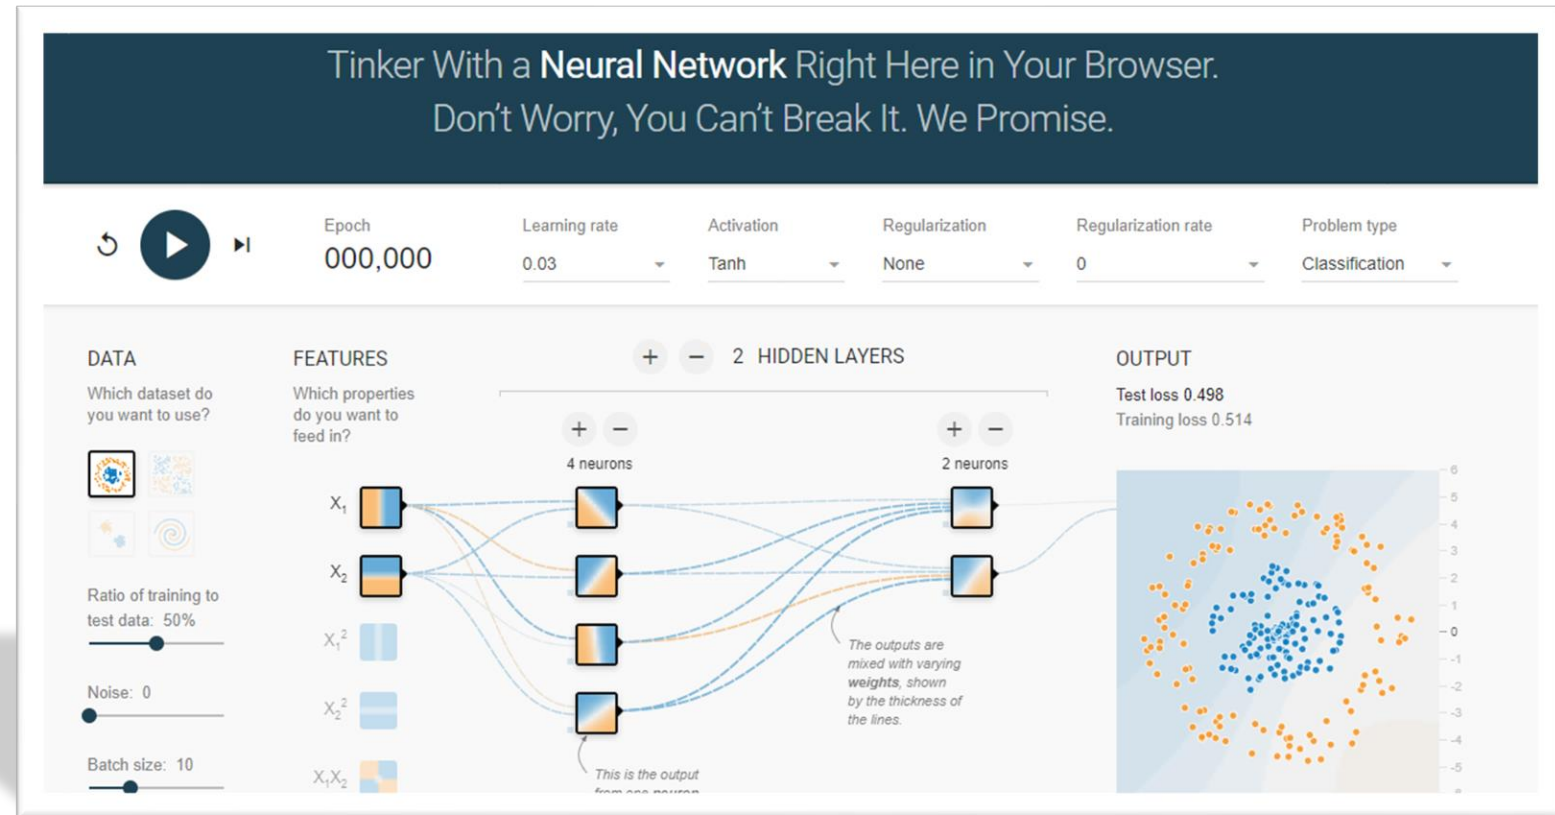 Tinker With a Neural Network Right Here in Your Browser.
Don't Worry, You Can't Break It. We Promise.
Epoch
000,000
Learning rate
0.03
Activation
Tanh
Regularization
None
Regularization rate
0
Problem type
Classification
DATA
Which dataset do
you want to use?
Ratio of training to
test data: 50%
Noise: 0
Batch size: 10
FEATURES
Which properties
do you want to
feed in?
X₁
X₂
X₁²
X₂²
X₁X₂
+ − 2 HIDDEN LAYERS
+ −
4 neurons
+ −
2 neurons
The outputs are
mixed with varying
weights, shown
by the thickness of
the lines.
This is the output
from one neuron.
OUTPUT
Test loss 0.498
Training loss 0.514
6
5
4
3
2
1
0
-1
-2
-3
-4
-5